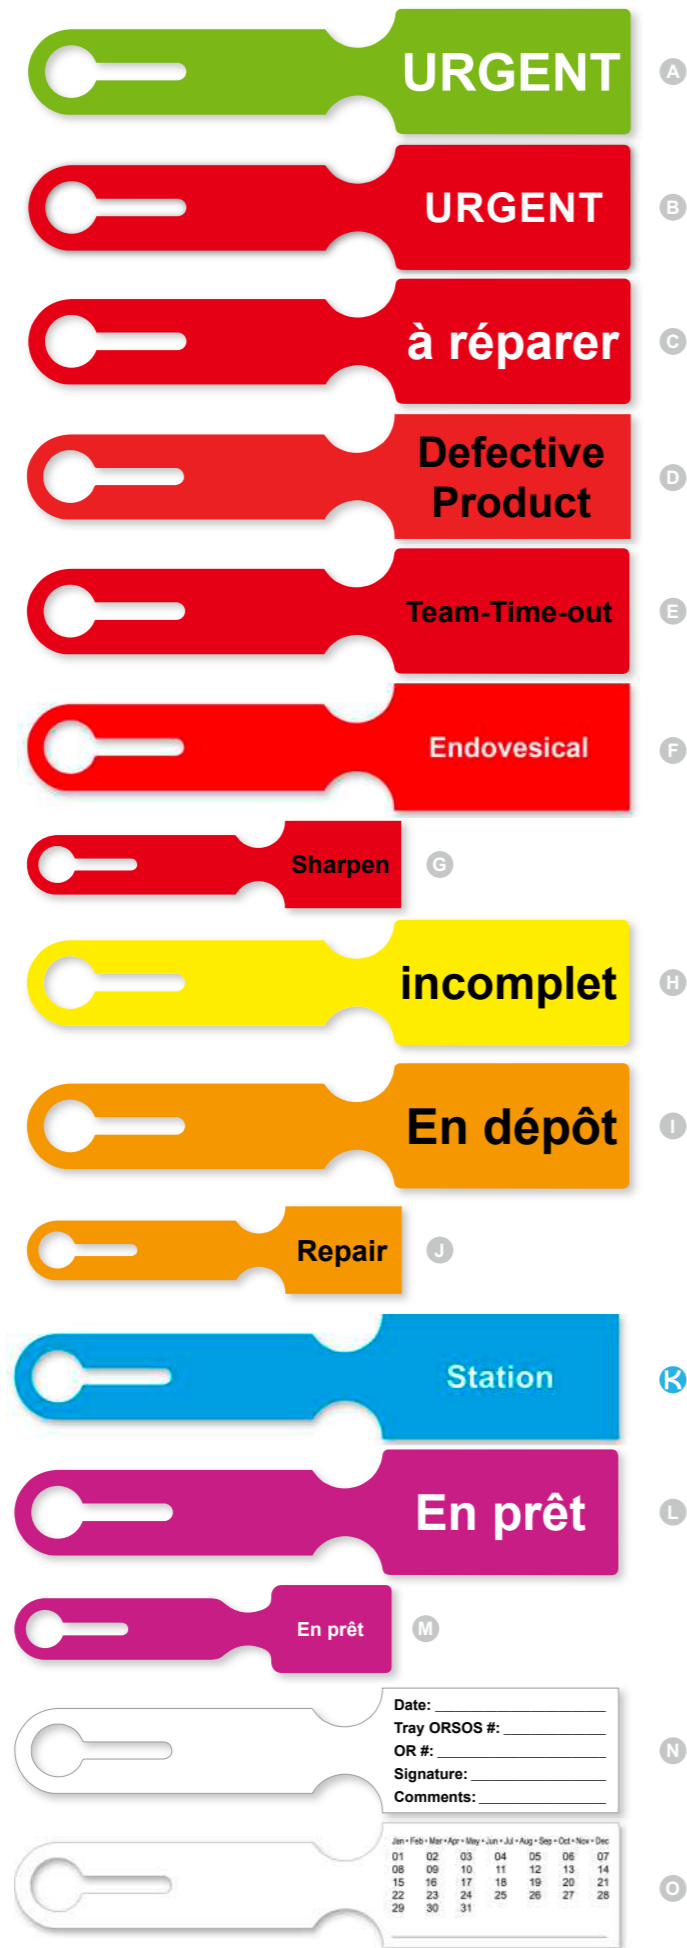 URGENT
A
URGENT
B
à réparer
C
Defective
Product
D
Team-Time-out
E
Endovesical
F
Sharpen
G
incomplet
H
En dépôt
I
Repair
J
Station
K
En prêt
L
En prêt
M
Date:
Tray ORSOS #:
OR #:
Signature:
Comments:
N
Jan • Feb • Mar • Apr • May • Jun • Jul • Aug • Sep • Oct • Nov • Dec
01 02 03 04 05 06 07
08 09 10 11 12 13 14
15 16 17 18 19 20 21
22 23 24 25 26 27 28
29 30 31
O